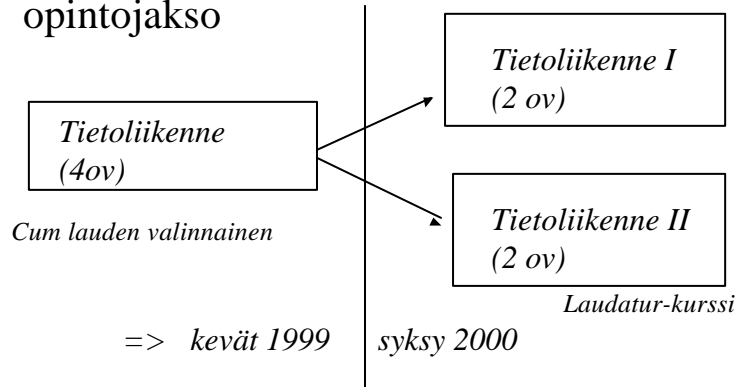 opintojakso
Tietoliikenne
(4ov)
Cum lauden valinnainen
Tietoliikenne I
(2 ov)
Tietoliikenne II
(2 ov)
Laudatur-kurssi
=> kevät 1999
syksy 2000